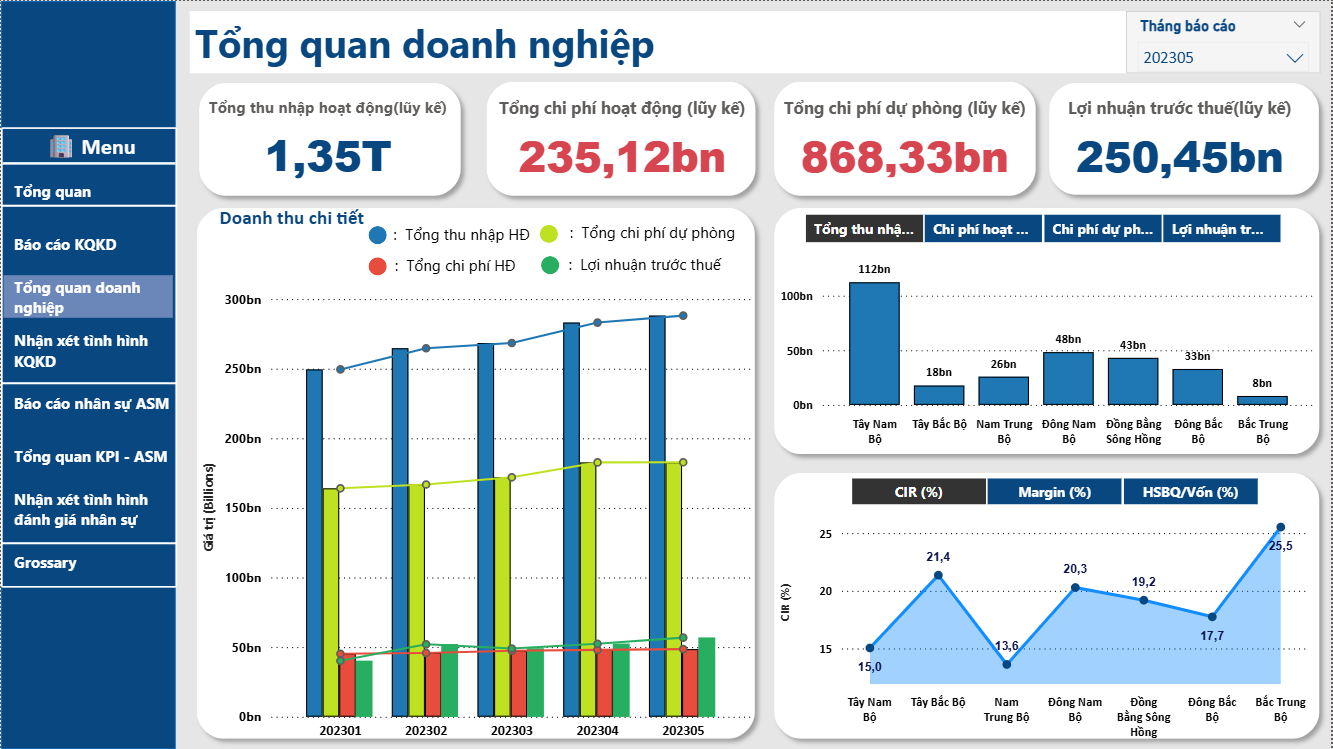 Tổng quan doanh nghiệp
Tháng báo cáo
202305
Menu
Tổng quan
Báo cáo KQKD
Tổng quan doanh
nghiệp
Nhận xét tình hình
KQKD
Báo cáo nhân sự ASM
Tổng quan KPI - ASM
Nhận xét tình hình
đánh giá nhân sự
Grossary
Tổng thu nhập hoạt động(lũy kế)
1,35T
Tổng chi phí hoạt động (lũy kế)
235,12bn
Tổng chi phí dự phòng (lũy kế)
868,33bn
Lợi nhuận trước thuế(lũy kế)
250,45bn
Doanh thu chi tiết
: Tổng thu nhập HĐ
: Tổng chi phí dự phòng
: Tổng chi phí HĐ
: Lợi nhuận trước thuế
Giá trị (Billions)
300bn
250bn
200bn
150bn
100bn
50bn
0bn
202301 202302 202303 202304 202305
Tổng thu nhậ... Chi phí hoạt ... Chi phí dự ph... Lợi nhuận tr...
100bn
50bn
0bn
112bn 18bn 26bn 48bn 43bn 33bn 8bn
Tây Nam
Bộ
Tây Bắc Bộ
Nam Trung
Bộ
Đông Nam
Bộ
Đồng Bằng
Sông Hồng
Đông Bắc
Bộ
Bắc Trung
Bộ
CIR (%) Margin (%) HSBQ/Vốn (%)
CIR (%)
25
20
15
15,0 21,4 13,6 20,3 19,2 17,7 25,5
Tây Nam
Bộ
Tây Bắc Bộ
Nam
Trung Bộ
Đông Nam
Bộ
Đồng
Bằng Sông
Hồng
Đông Bắc
Bộ
Bắc Trung
Bộ